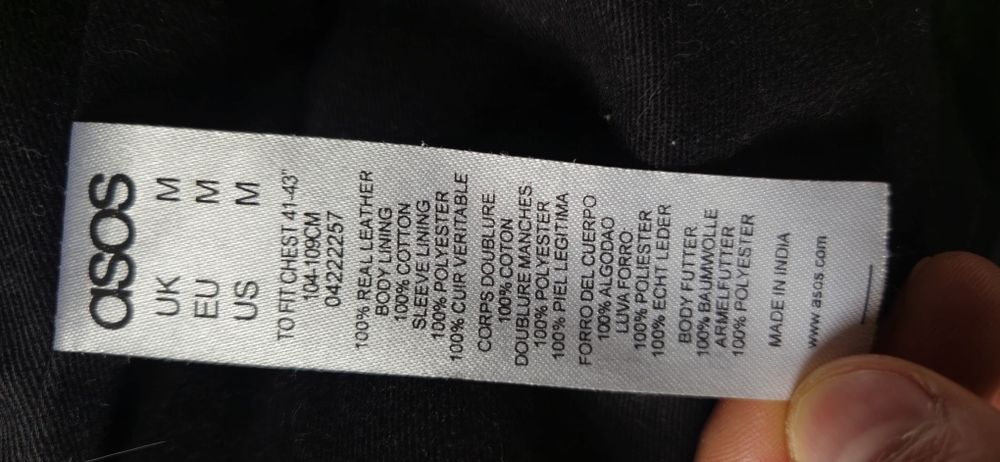 asos
UK M
EU M
US M
TO FIT CHEST 41-43"
104-109CM
04222257
100% REAL LEATHER
BODY LINING
100% COTTON
SLEEVE LINING
100% POLYESTER
100% CUIR VERITABLE
CORPS DOUBLURE.
100% COTON
DOUBLURE MANCHES:
100% POLYESTER
100% PIEL LEGITIMA
FORRO DEL CUERPO
100% ALGODAO
LUVA FORRO
100% POLIESTER
100% ECHT LEDER
BODY FUTTER
100% BAUMWOLLE
ARMELFUTTER
100% POLYESTER
MADE IN INDIA
www asos com